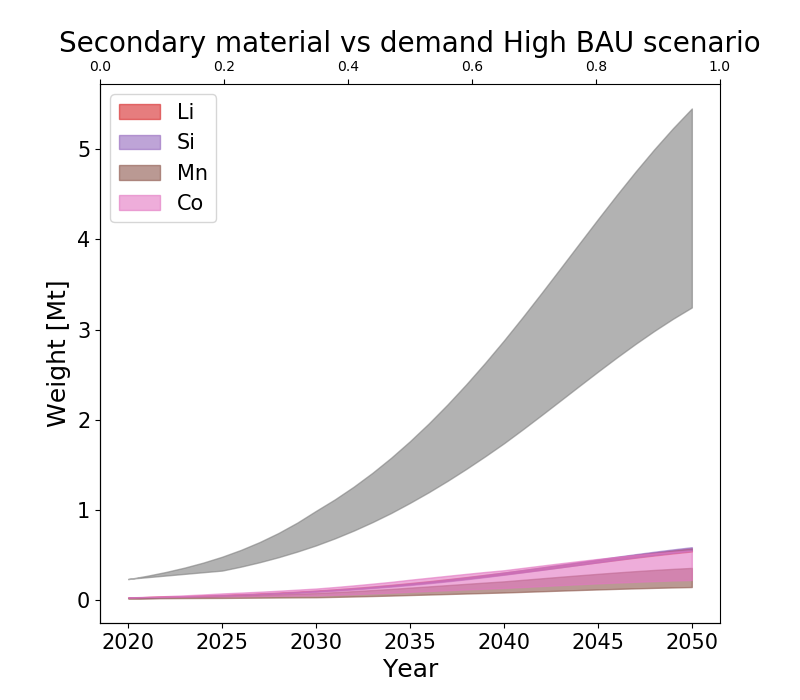 Secondary material vs demand High BAU scenario
0.0 0.2 0.4 0.6 0.8 1.0
Li
Si
Mn
Co
5
4
3
2
1
0
Weight [Mt]
2020 2025 2030 2035 2040 2045 2050
Year